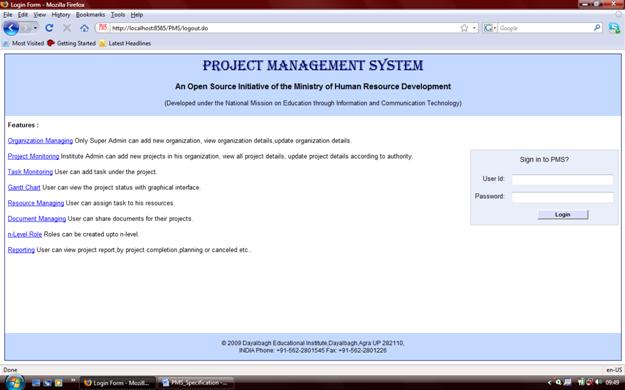 Login Form - Mozilla Firefox
File Edit View History Bookmarks Tools Help
http://localhost:8585/PMS/logout.do
Google
Most Visited Getting Started Latest Headlines
PROJECT MANAGEMENT SYSTEM
An Open Source Initiative of the Ministry of Human Resource Development
(Developed under the National Mission on Education through Information and Communication Technology)
Features :
Organization Managing Only Super Admin can add new organization, view organization details,update organization details.
Project Monitoring Institute Admin can add new projects in his organization, view all project details, update project details according to authority.
Task Monitoring User can add task under the project.
Gantt Chart User can view the project status with graphical interface.
Resource Managing User can assign task to his resources.
Document Managing User can share documents for their projects.
n-Level Role Roles can be created upto n-level.
Reporting User can view project report,by project completion,planning or canceled etc..
Sign in to PMS?
User Id:
Password:
Login
© 2009 Dayalbagh Educational Institute,Dayalbagh,Agra UP 282110,
INDIA Phone: +91-562-2801545 Fax: +91-562-2801226
Done
en-US
Login Form - Mozill...
PMS_Specification -...
09:49